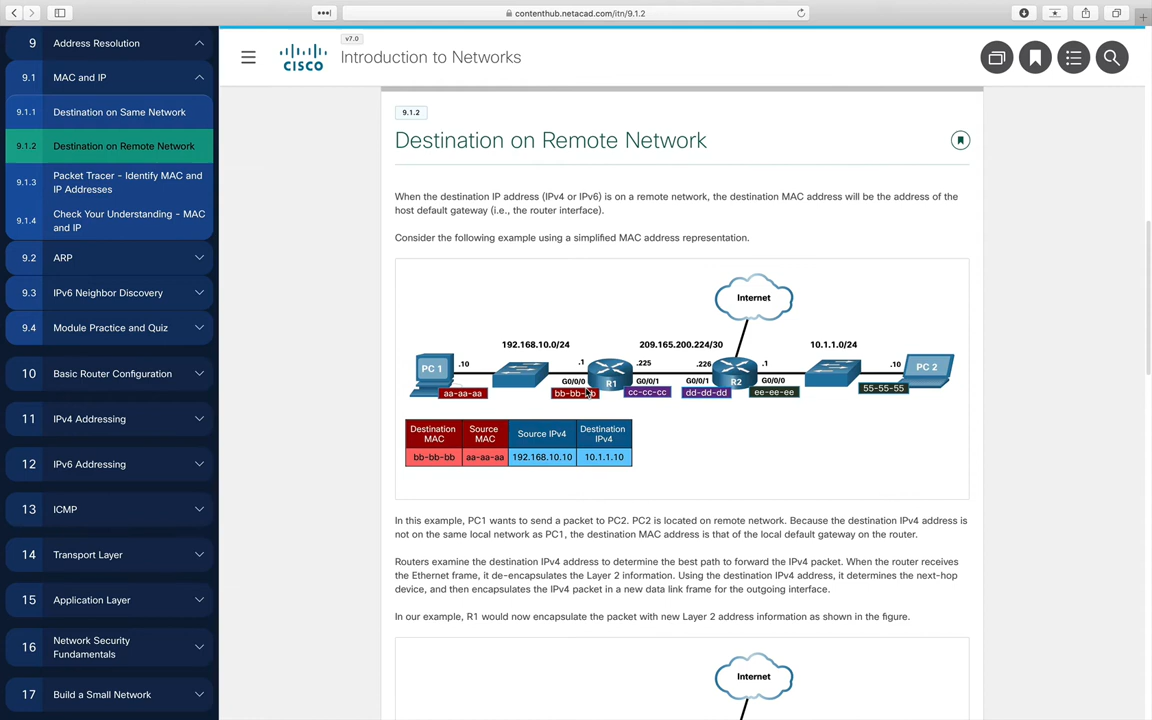 contenthub.netacad.com/itn/9.1.2
9 Address Resolution
9.1 MAC and IP
9.1.1 Destination on Same Network
9.1.2 Destination on Remote Network
9.1.3 Packet Tracer - Identify MAC and
IP Addresses
9.1.4 Check Your Understanding - MAC
and IP
9.2 ARP
9.3 IPv6 Neighbor Discovery
9.4 Module Practice and Quiz
10 Basic Router Configuration
11 IPv4 Addressing
12 IPv6 Addressing
13 ICMP
14 Transport Layer
15 Application Layer
16 Network Security
Fundamentals
17 Build a Small Network
v7.0
CISCO Introduction to Networks
9.1.2
Destination on Remote Network
When the destination IP address (IPv4 or IPv6) is on a remote network, the destination MAC address will be the address of the
host default gateway (i.e., the router interface).
Consider the following example using a simplified MAC address representation.
Internet
192.168.10.0/24 209.165.200.224/30 10.1.1.0/24
PC 1 .10 .1 R1 .225 .226 R2 .1 .10 PC 2
G0/0/0 G0/0/1 G0/0/1 G0/0/0
aa-aa-aa bb-bb- cc-cc-cc dd-dd-dd ee-ee-ee 55-55-55
Destination MAC Source MAC Source IPv4 Destination IPv4
bb-bb-bb aa-aa-aa 192.168.10.10 10.1.1.10
In this example, PC1 wants to send a packet to PC2. PC2 is located on remote network. Because the destination IPv4 address is
not on the same local network as PC1, the destination MAC address is that of the local default gateway on the router.
Routers examine the destination IPv4 address to determine the best path to forward the IPv4 packet. When the router receives
the Ethernet frame, it de-encapsulates the Layer 2 information. Using the destination IPv4 address, it determines the next-hop
device, and then encapsulates the IPv4 packet in a new data link frame for the outgoing interface.
In our example, R1 would now encapsulate the packet with new Layer 2 address information as shown in the figure.
Internet